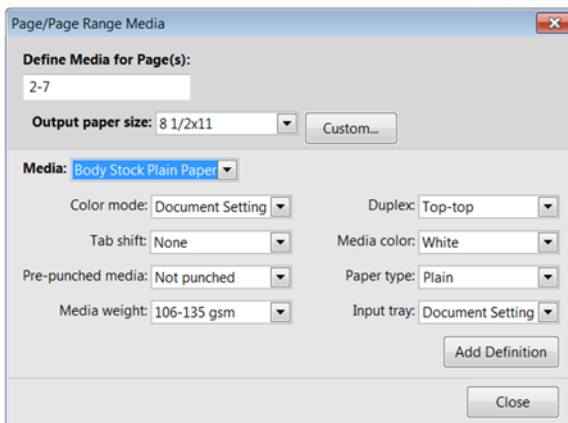 Page/Page Range Media
Define Media for Page(s):
2-7
Output paper size: 8 1/2x11 Custom...
Media: Body Stock Plain Paper
Color mode: Document Setting Duplex: Top-top
Tab shift: None Media color: White
Pre-punched media: Not punched Paper type: Plain
Media weight: 106-135 gsm Input tray: Document Setting
Add Definition
Close